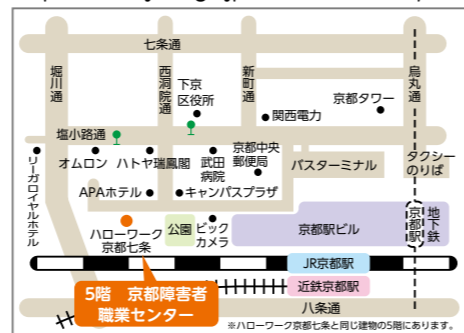 七条通
堀川通
西洞院通
下京
区役所
新町通
烏丸通
京都タワー
関西電力
塩小路通
オムロン
ハトヤ
瑞鳳閣
武田
病院
京都中央
郵便局
バスターミナル
タクシー
のりば
リーガロイヤルホテル
APAホテル
キャンパスプラザ
ハローワーク
京都七条
公園
ビック
カメラ
京都駅ビル
京都駅
地下鉄
JR京都駅
5階 京都障害者
職業センター
近鉄京都駅
八条通
※ハローワーク京都七条と同じ建物の5階にあります。